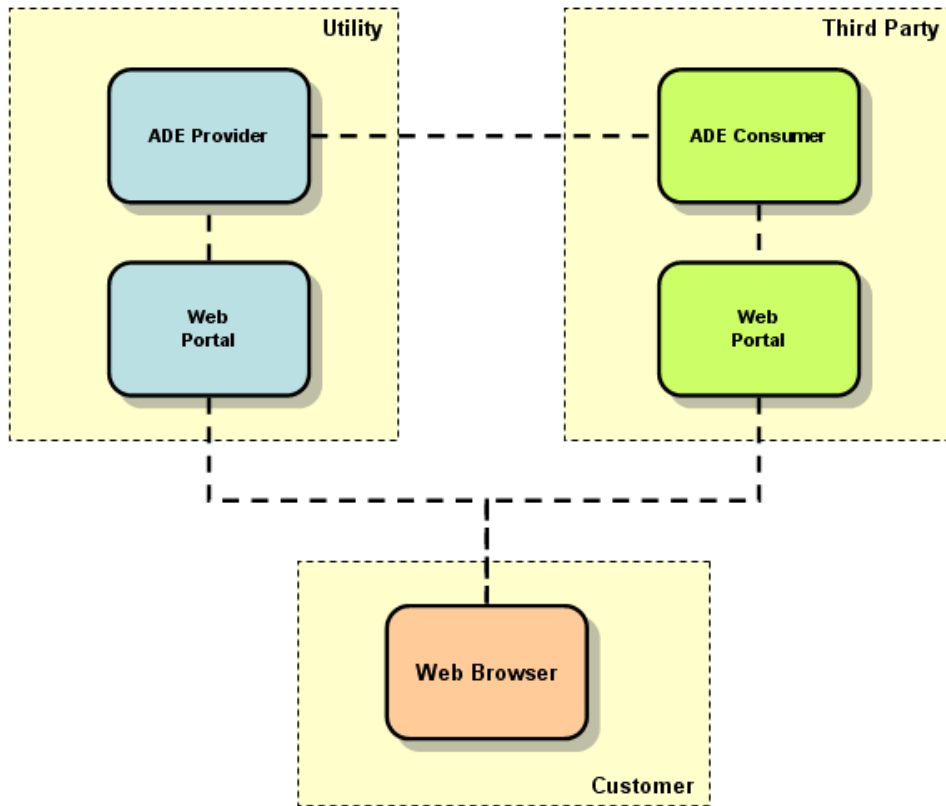 Utility
Third Party
ADE Provider
ADE Consumer
Web
Portal
Web
Portal
Web Browser
Customer